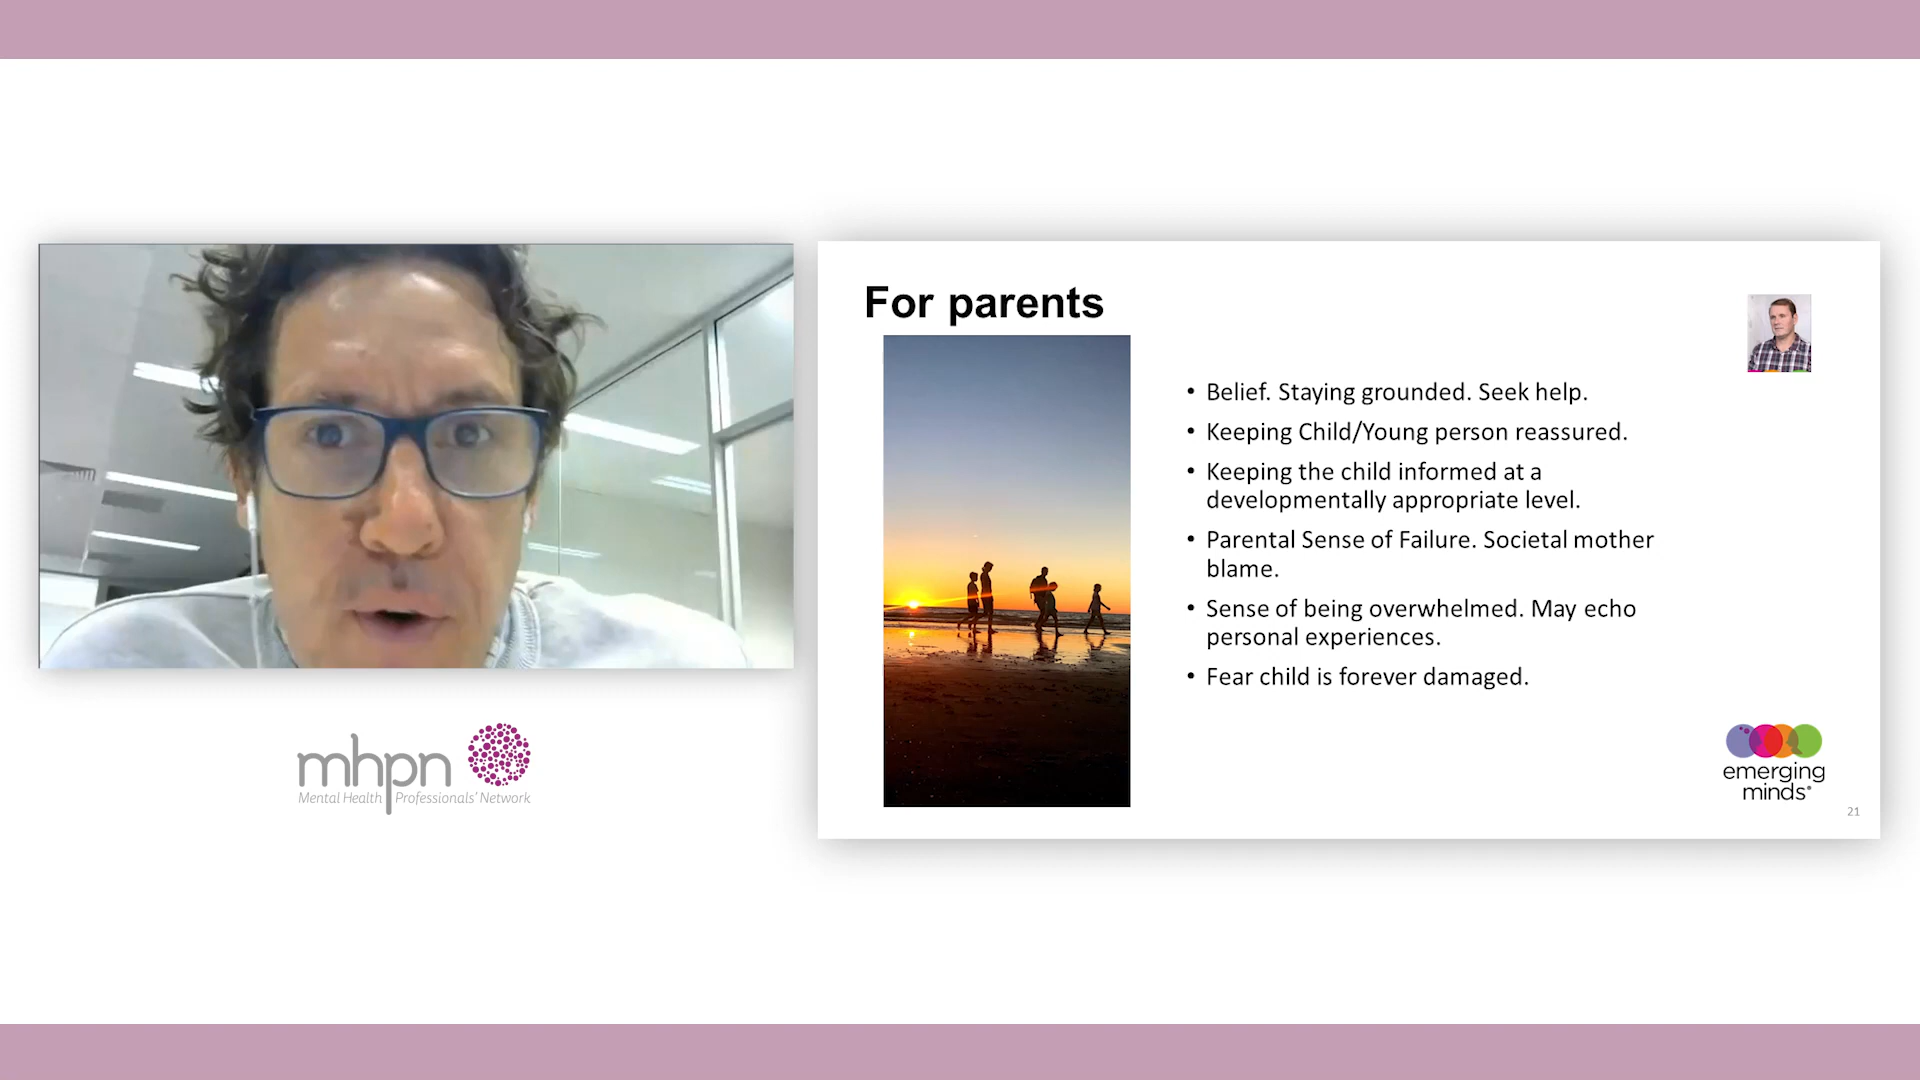 For parents
• Belief. Staying grounded. Seek help.
• Keeping Child/Young person reassured.
• Keeping the child informed at a
developmentally appropriate level.
• Parental Sense of Failure. Societal mother
blame.
• Sense of being overwhelmed. May echo
personal experiences.
• Fear child is forever damaged.
mhpn
Mental Health Professionals' Network
emerging
minds
21